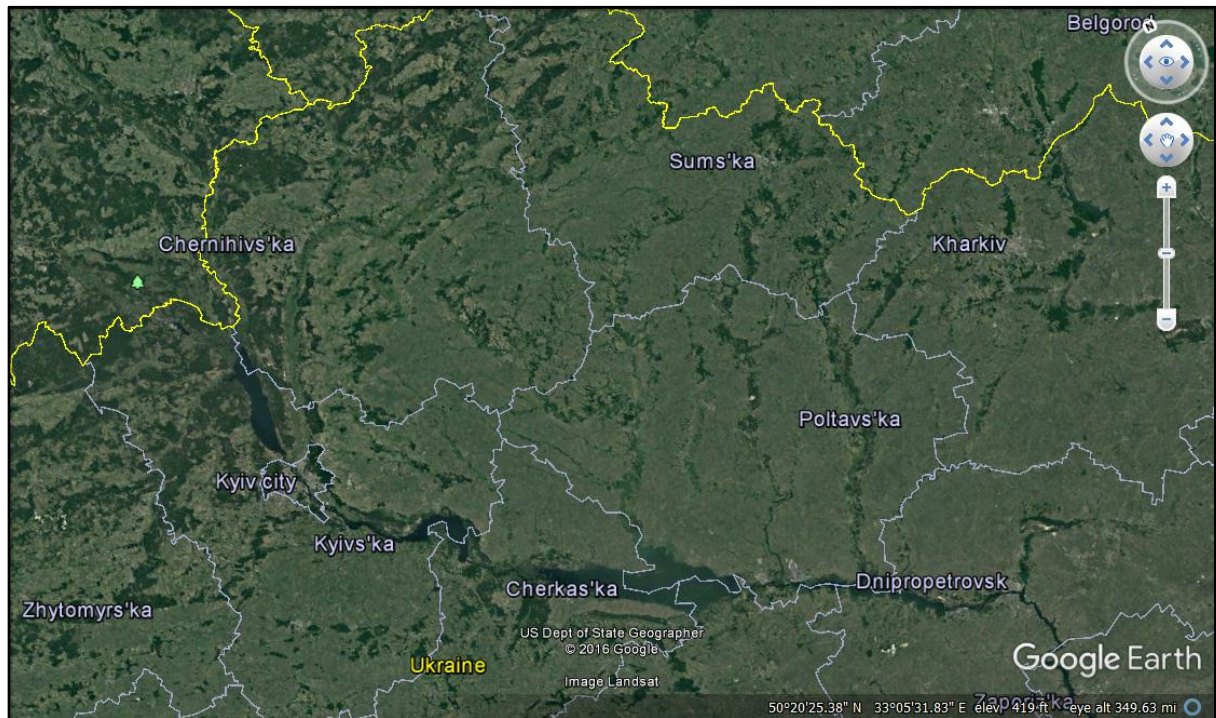 Belgorod
N
Sums'ka
Chernihivs'ka
Kharkiv
Poltavs'ka
Kyiv city
Kyivs'ka
Dnipropetrovsk
Cherkas'ka
Zhytomyrs'ka
US Dept of State Geographer
© 2016 Google
Ukraine
Image Landsat
Google Earth
Zaporiz'ka
50°20'25.38" N 33°05'31.83" E elev 419 ft eye alt 349.63 mi